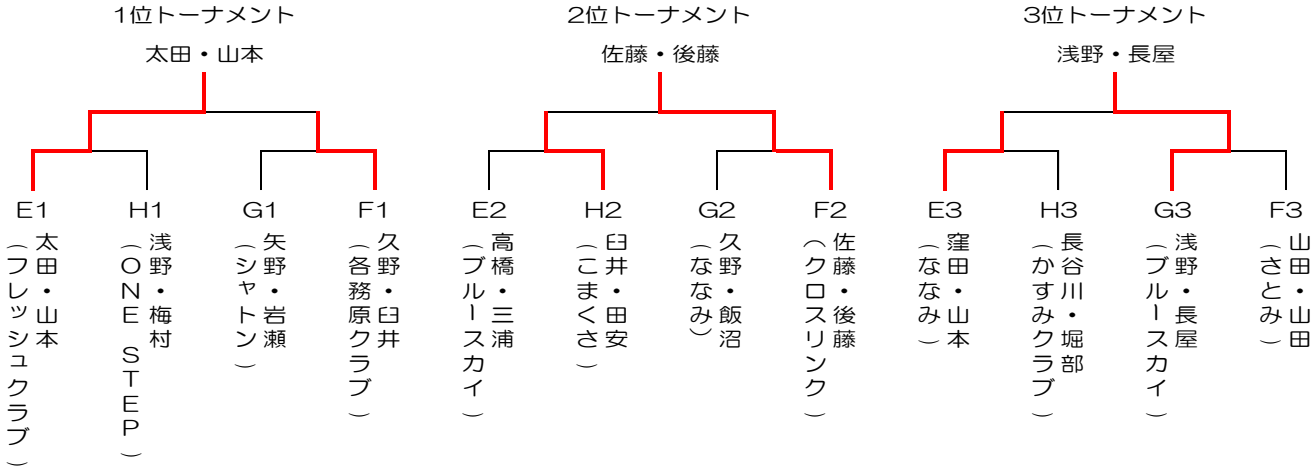 1位トーナメント
2位トーナメント
3位トーナメント
太田・山本
佐藤・後藤
浅野・長屋
E1
H1
G1
F1
E2
H2
G2
F2
E3
H3
G3
F3
太田・山本
(フレッシュクラブ)
浅野・梅村
(ONE STEP)
矢野・岩瀬
(シャトン)
久野・臼井
(各務原クラブ)
高橋・三浦
(ブルースカイ)
臼井・田安
(こまくさ)
久野・飯沼
(ななみ)
佐藤・後藤
(クロスリンク)
窪田・山本
(ななみ)
長谷川・堀部
(かすみクラブ)
浅野・長屋
(ブルースカイ)
山田・山田
(さとみ)